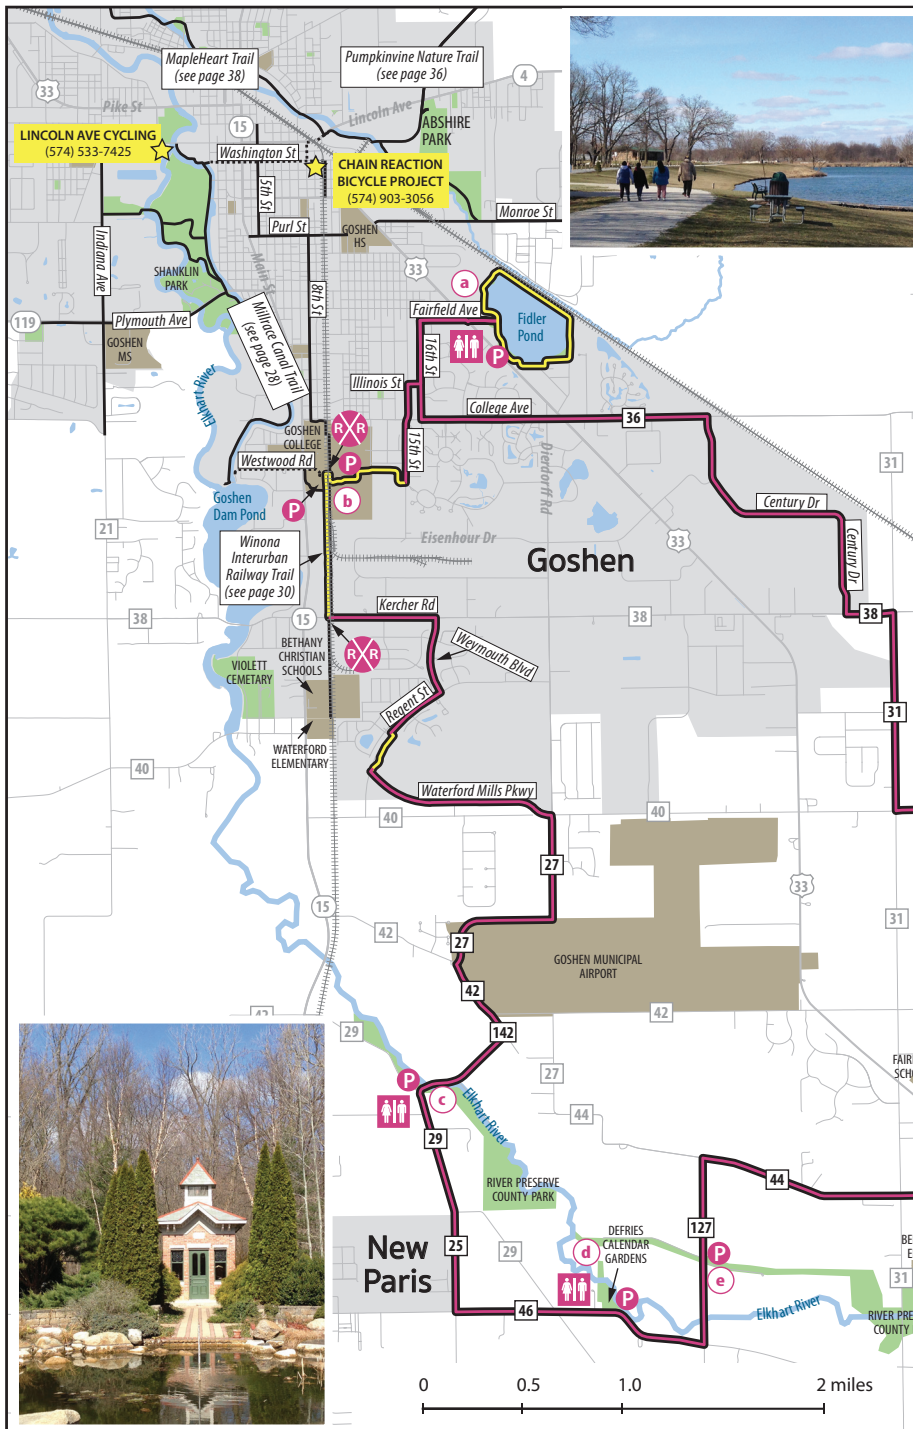 MapleHeart Trail
(see page 38)
Pumpkinvine Nature Trail
(see page 36)
33
4
Pike St
Lincoln Ave
15
ABSHIRE
PARK
LINCOLN AVE CYCLING
(574) 533-7425
Washington St
CHAIN REACTION
BICYCLE PROJECT
(574) 903-3056
5th St
Monroe St
Purl St
GOSHEN
HS
Indiana Ave
Main St
33
SHANKLIN
PARK
8th St
a
Fairfield Ave
Fidler
Pond
119
Plymouth Ave
Millrace Canal Trail
(see page 28)
GOSHEN
MS
16th St
P
Illinois St
Elkhart River
College Ave
36
GOSHEN
COLLEGE
R R
15th St
Dierdorff Rd
Westwood Rd
P
31
b
Goshen
Dam Pond
P
Century Dr
21
Eisenhour Dr
33
Century Dr
Winona
Interurban
Railway Trail
(see page 30)
Goshen
Kercher Rd
38
15
38
38
R R
BETHANY
CHRISTIAN
SCHOOLS
Weymouth Blvd
VIOLETT
CEMETARY
Regent St
31
WATERFORD
ELEMENTARY
40
Waterford Mills Pkwy
40
40
27
33
15
42
27
31
GOSHEN MUNICIPAL
AIRPORT
42
42
42
29
142
27
FAIR
SCHO
P
c
Elkhart River
44
29
RIVER PRESERVE
COUNTY PARK
44
127
New
Paris
25
29
d
DEFRIES
CALENDAR
GARDENS
P
e
BE
E
31
46
P
Elkhart River
RIVER PRE
COUNTY
0
0.5
1.0
2 miles